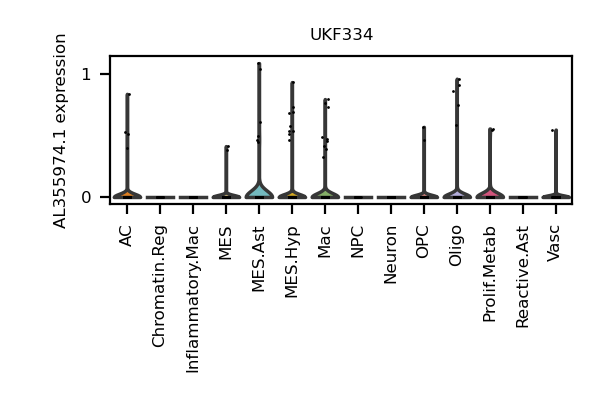 UKF334
AL355974.1 expression
1
0
AC
Chromatin.Reg
Inflammatory.Mac
MES
MES.Ast
MES.Hyp
Mac
NPC
Neuron
OPC
Oligo
Prolif.Metab
Reactive.Ast
Vasc